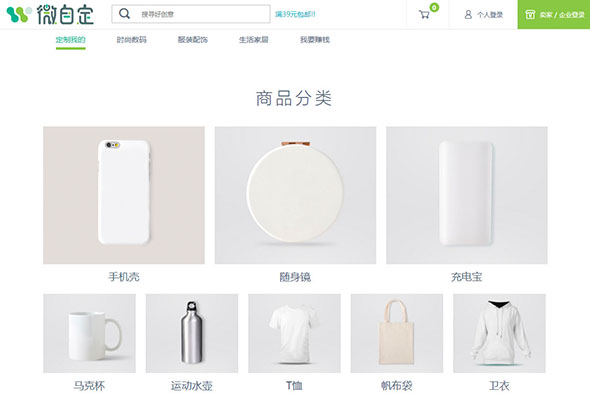 微自定
搜寻好创意
满39元包邮!!
0
个人登录
卖家 / 企业登录
定制我的
时尚数码
服装配饰
生活家居
我要赚钱
商品分类
手机壳
随身镜
充电宝
马克杯
运动水壶
T恤
帆布袋
卫衣